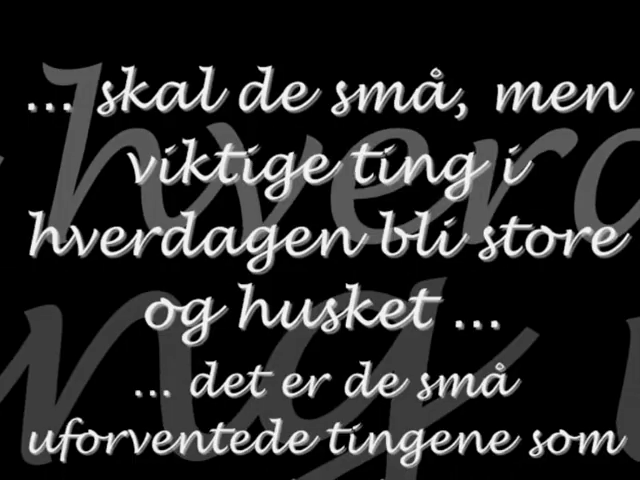 ... skal de små, men
viktige ting i
hverdagen bli store
og husket ...
... det er de små
uforventede tingene som